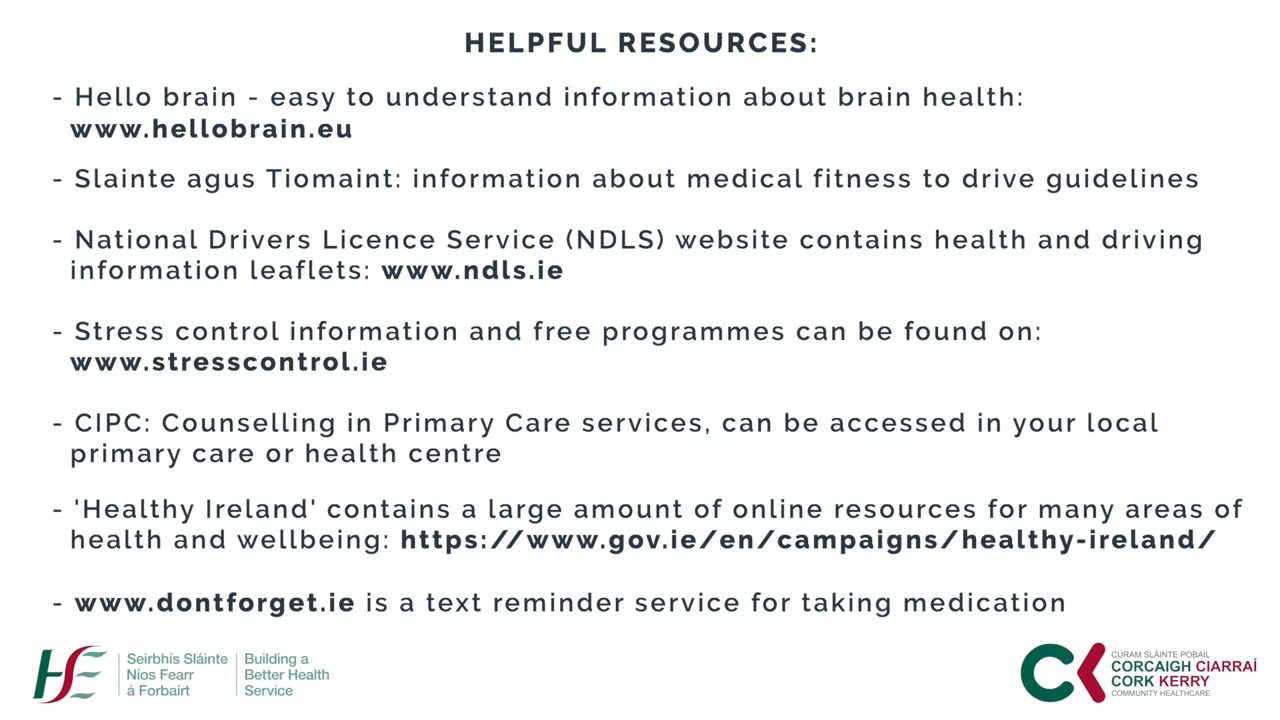 HELPFUL RESOURCES:
- Hello brain - easy to understand information about brain health:
www.hellobrain.eu
- Slainte agus Tiomaint: information about medical fitness to drive guidelines
- National Drivers Licence Service (NDLS) website contains health and driving
information leaflets: www.ndls.ie
- Stress control information and free programmes can be found on:
www.stresscontrol.ie
- CIPC: Counselling in Primary Care services, can be accessed in your local
primary care or health centre
- 'Healthy Ireland' contains a large amount of online resources for many areas of
health and wellbeing: https://www.gov.ie/en/campaigns/healthy-ireland/
- www.dontforget.ie is a text reminder service for taking medication
HSE
Seirbhís Sláinte
Níos Fearr
á Forbairt
Building a
Better Health
Service
CK
CÚRAM SLÁINTE POBAIL
CORCAIGH CIARRAÍ
CORK KERRY
COMMUNITY HEALTHCARE